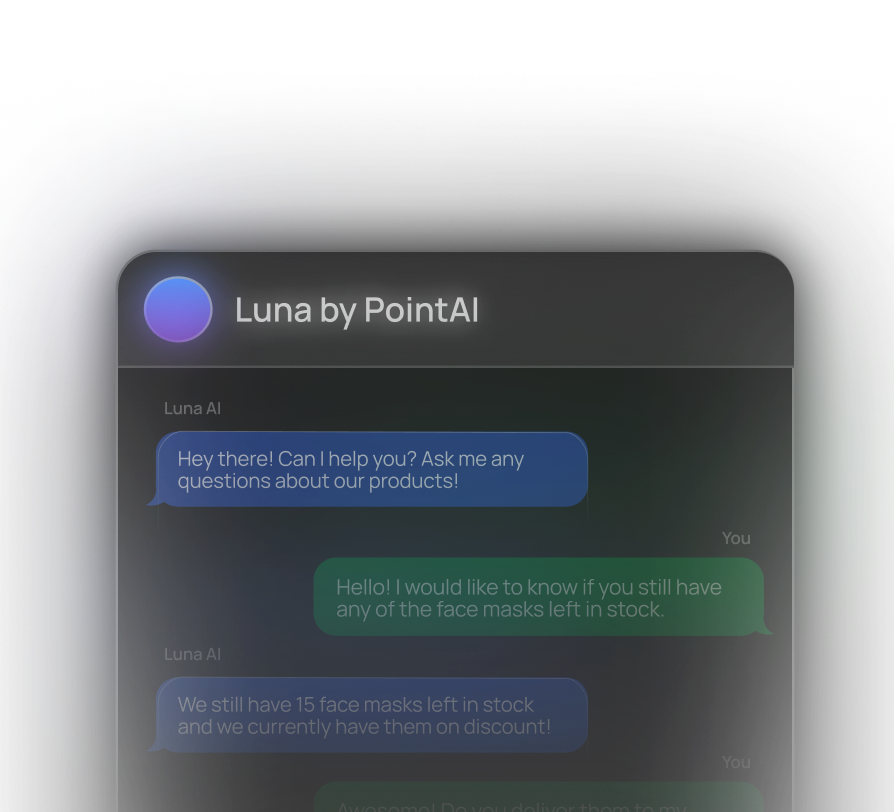 Luna by PointAI
Luna AI
Hey there! Can I help you? Ask me any
questions about our products!
You
Hello! I would like to know if you still have
any of the face masks left in stock.
Luna AI
We still have 15 face masks left in stock
and we currently have them on discount!
You
Awesome! Do you deliver them to my